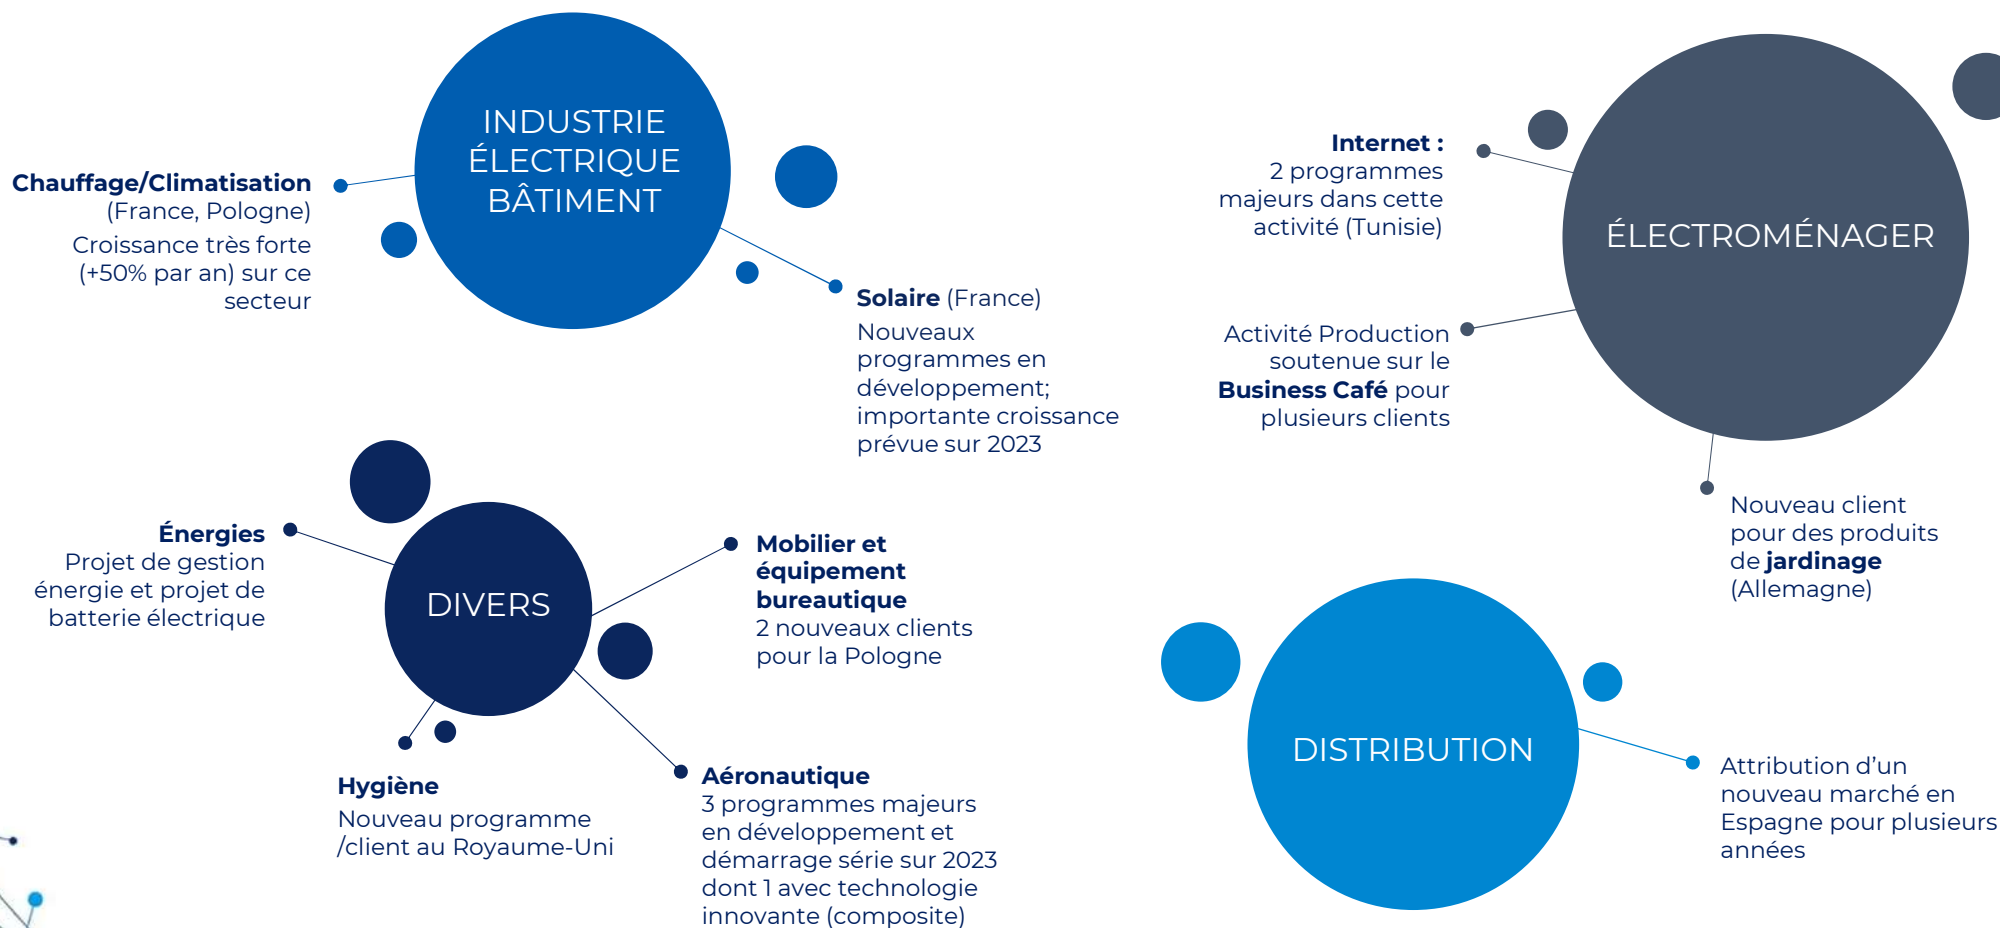 INDUSTRIE
ÉLECTRIQUE
BÂTIMENT
Chauffage/Climatisation
(France, Pologne)
Croissance très forte
(+50% par an) sur ce
secteur
Solaire (France)
Nouveaux
programmes en
développement;
importante croissance
prévue sur 2023
ÉLECTROMÉNAGER
Internet :
2 programmes
majeurs dans cette
activité (Tunisie)
Activité Production
soutenue sur le
Business Café pour
plusieurs clients
Nouveau client
pour des produits
de jardinage
(Allemagne)
DIVERS
Énergies
Projet de gestion
énergie et projet de
batterie électrique
Mobilier et
équipement
bureautique
2 nouveaux clients
pour la Pologne
Hygiène
Nouveau programme
/client au Royaume-Uni
Aéronautique
3 programmes majeurs
en développement et
démarrage série sur 2023
dont 1 avec technologie
innovante (composite)
DISTRIBUTION
Attribution d’un
nouveau marché en
Espagne pour plusieurs
années